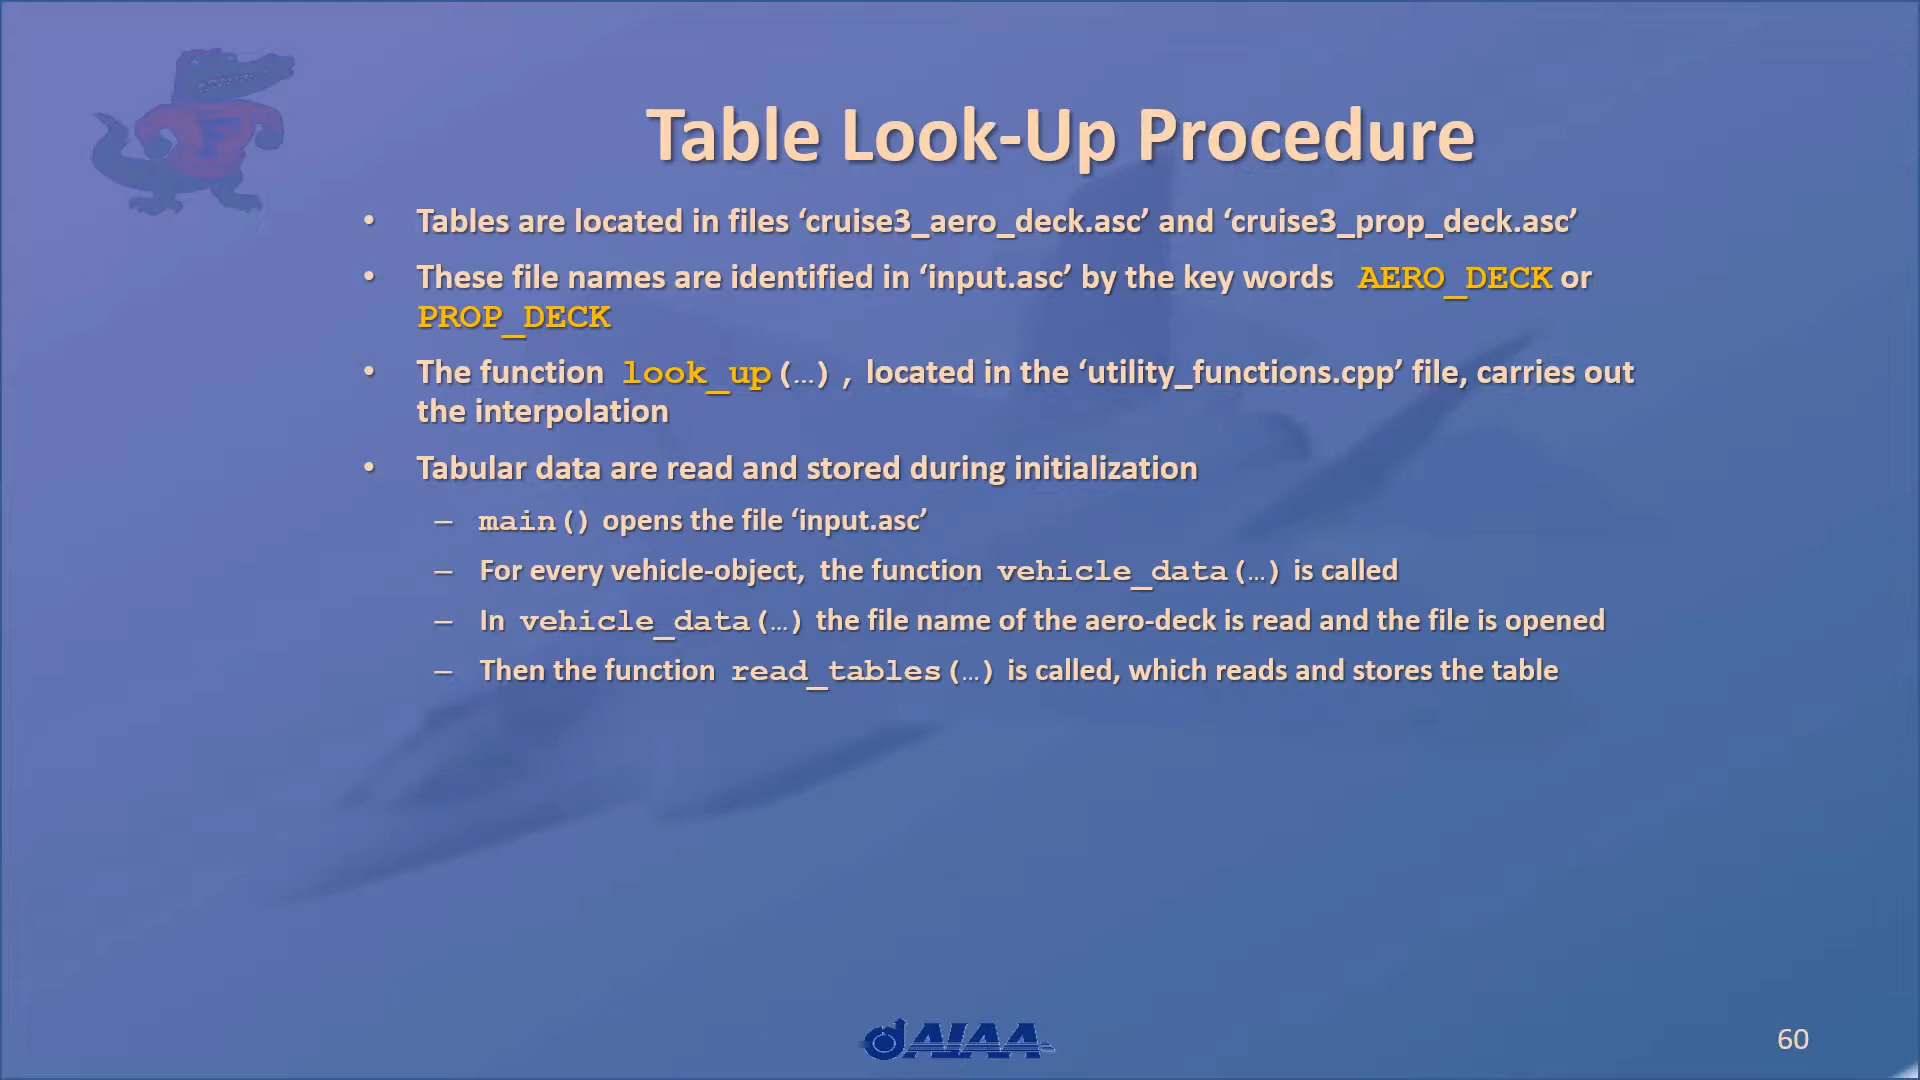 Table Look-Up Procedure
• Tables are located in files ‘cruise3_aero_deck.asc’ and ‘cruise3_prop_deck.asc’
• These file names are identified in ‘input.asc’ by the key words AERO_DECK or
PROP_DECK
• The function look_up(…), located in the ‘utility_functions.cpp’ file, carries out
the interpolation
• Tabular data are read and stored during initialization
– main() opens the file ‘input.asc’
– For every vehicle-object, the function vehicle_data(…) is called
– In vehicle_data(…) the file name of the aero-deck is read and the file is opened
– Then the function read_tables(…) is called, which reads and stores the table
F
AIAA
60